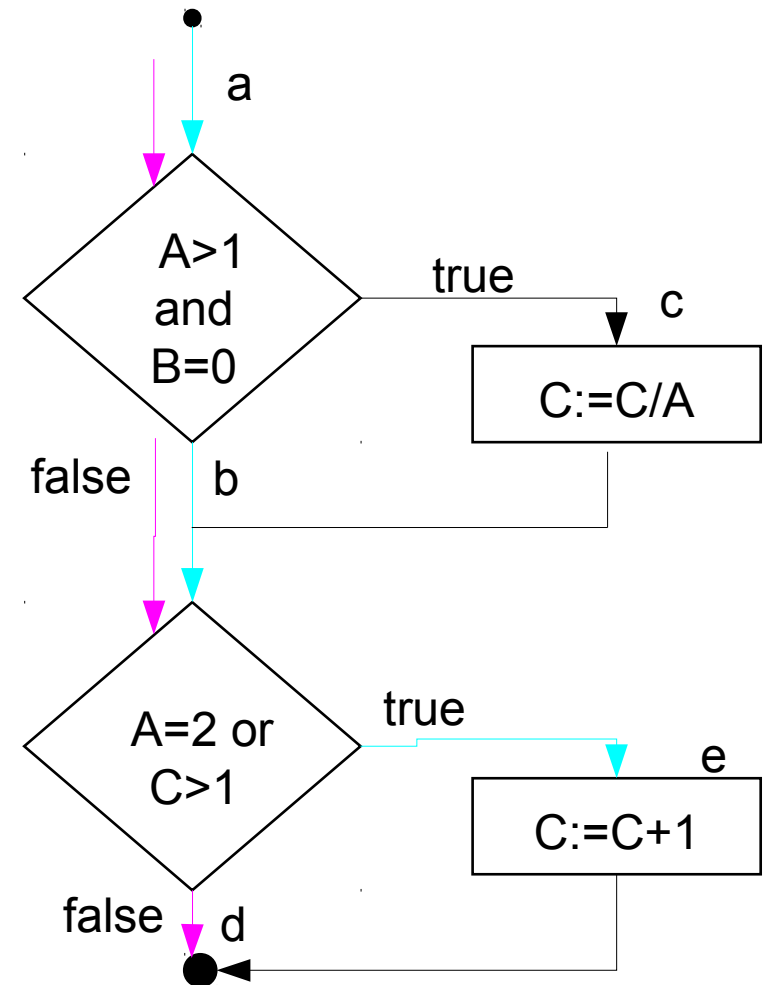 a
A>1
and
B=0
true
c
C:=C/A
false
b
A=2 or
C>1
true
e
C:=C+1
false
d